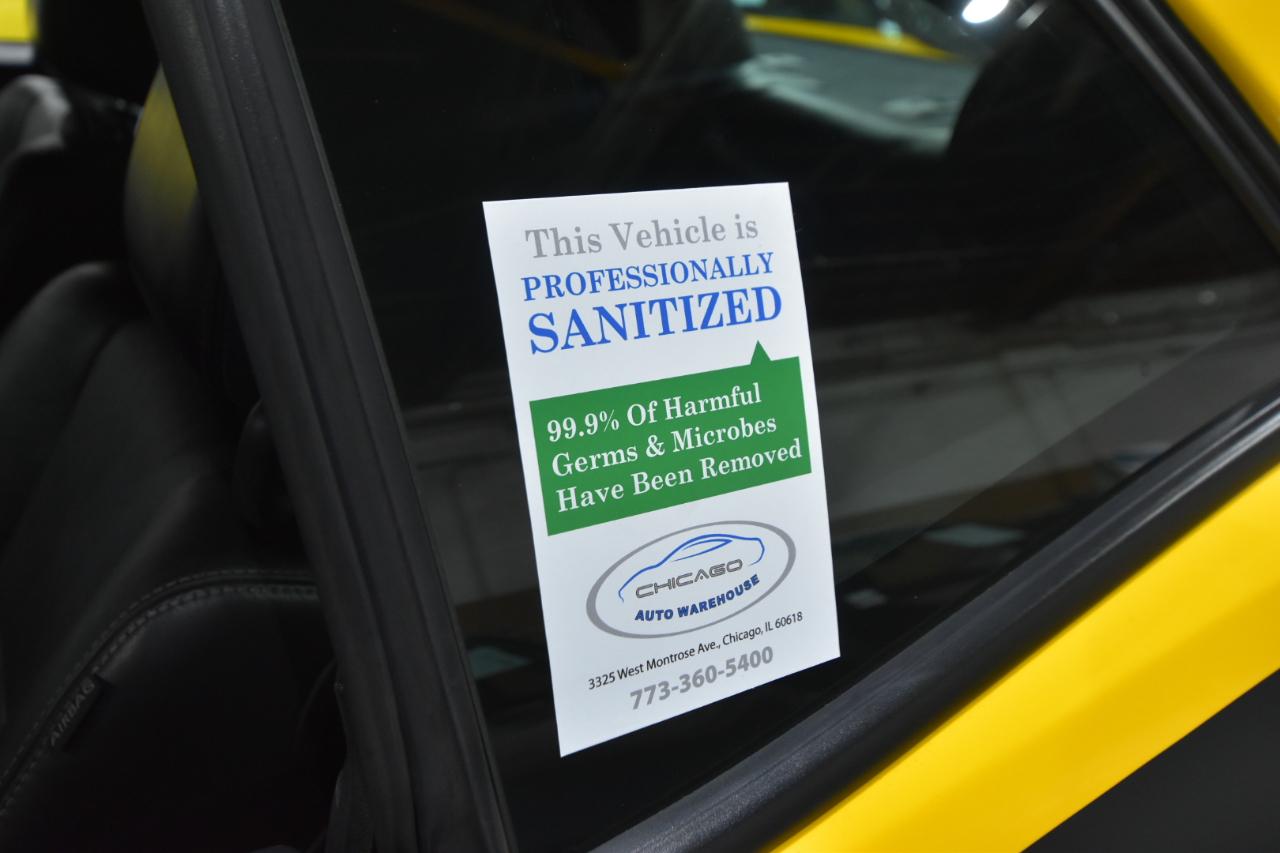 This Vehicle is
PROFESSIONALLY
SANITIZED
99.9% Of Harmful
Germs & Microbes
Have Been Removed
CHICAGO
AUTO WAREHOUSE
3325 West Montrose Ave., Chicago, IL 60618
773-360-5400
AIRBAG